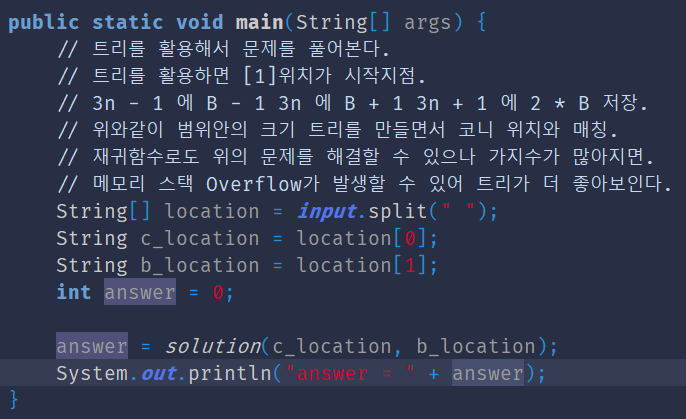 public static void main(String[] args) {
// 트리를 활용해서 문제를 풀어본다.
// 트리를 활용하면 [1]위치가 시작지점.
// 3n - 1 에 B - 1 3n 에 B + 1 3n + 1 에 2 * B 저장.
// 위와같이 범위안의 크기 트리를 만들면서 코니 위치와 매칭.
// 재귀함수로도 위의 문제를 해결할 수 있으나 가지수가 많아지면.
// 메모리 스택 Overflow가 발생할 수 있어 트리가 더 좋아보인다.
String[] location = input.split(" ");
String c_location = location[0];
String b_location = location[1];
int answer = 0;
answer = solution(c_location, b_location);
System.out.println("answer = " + answer);
}